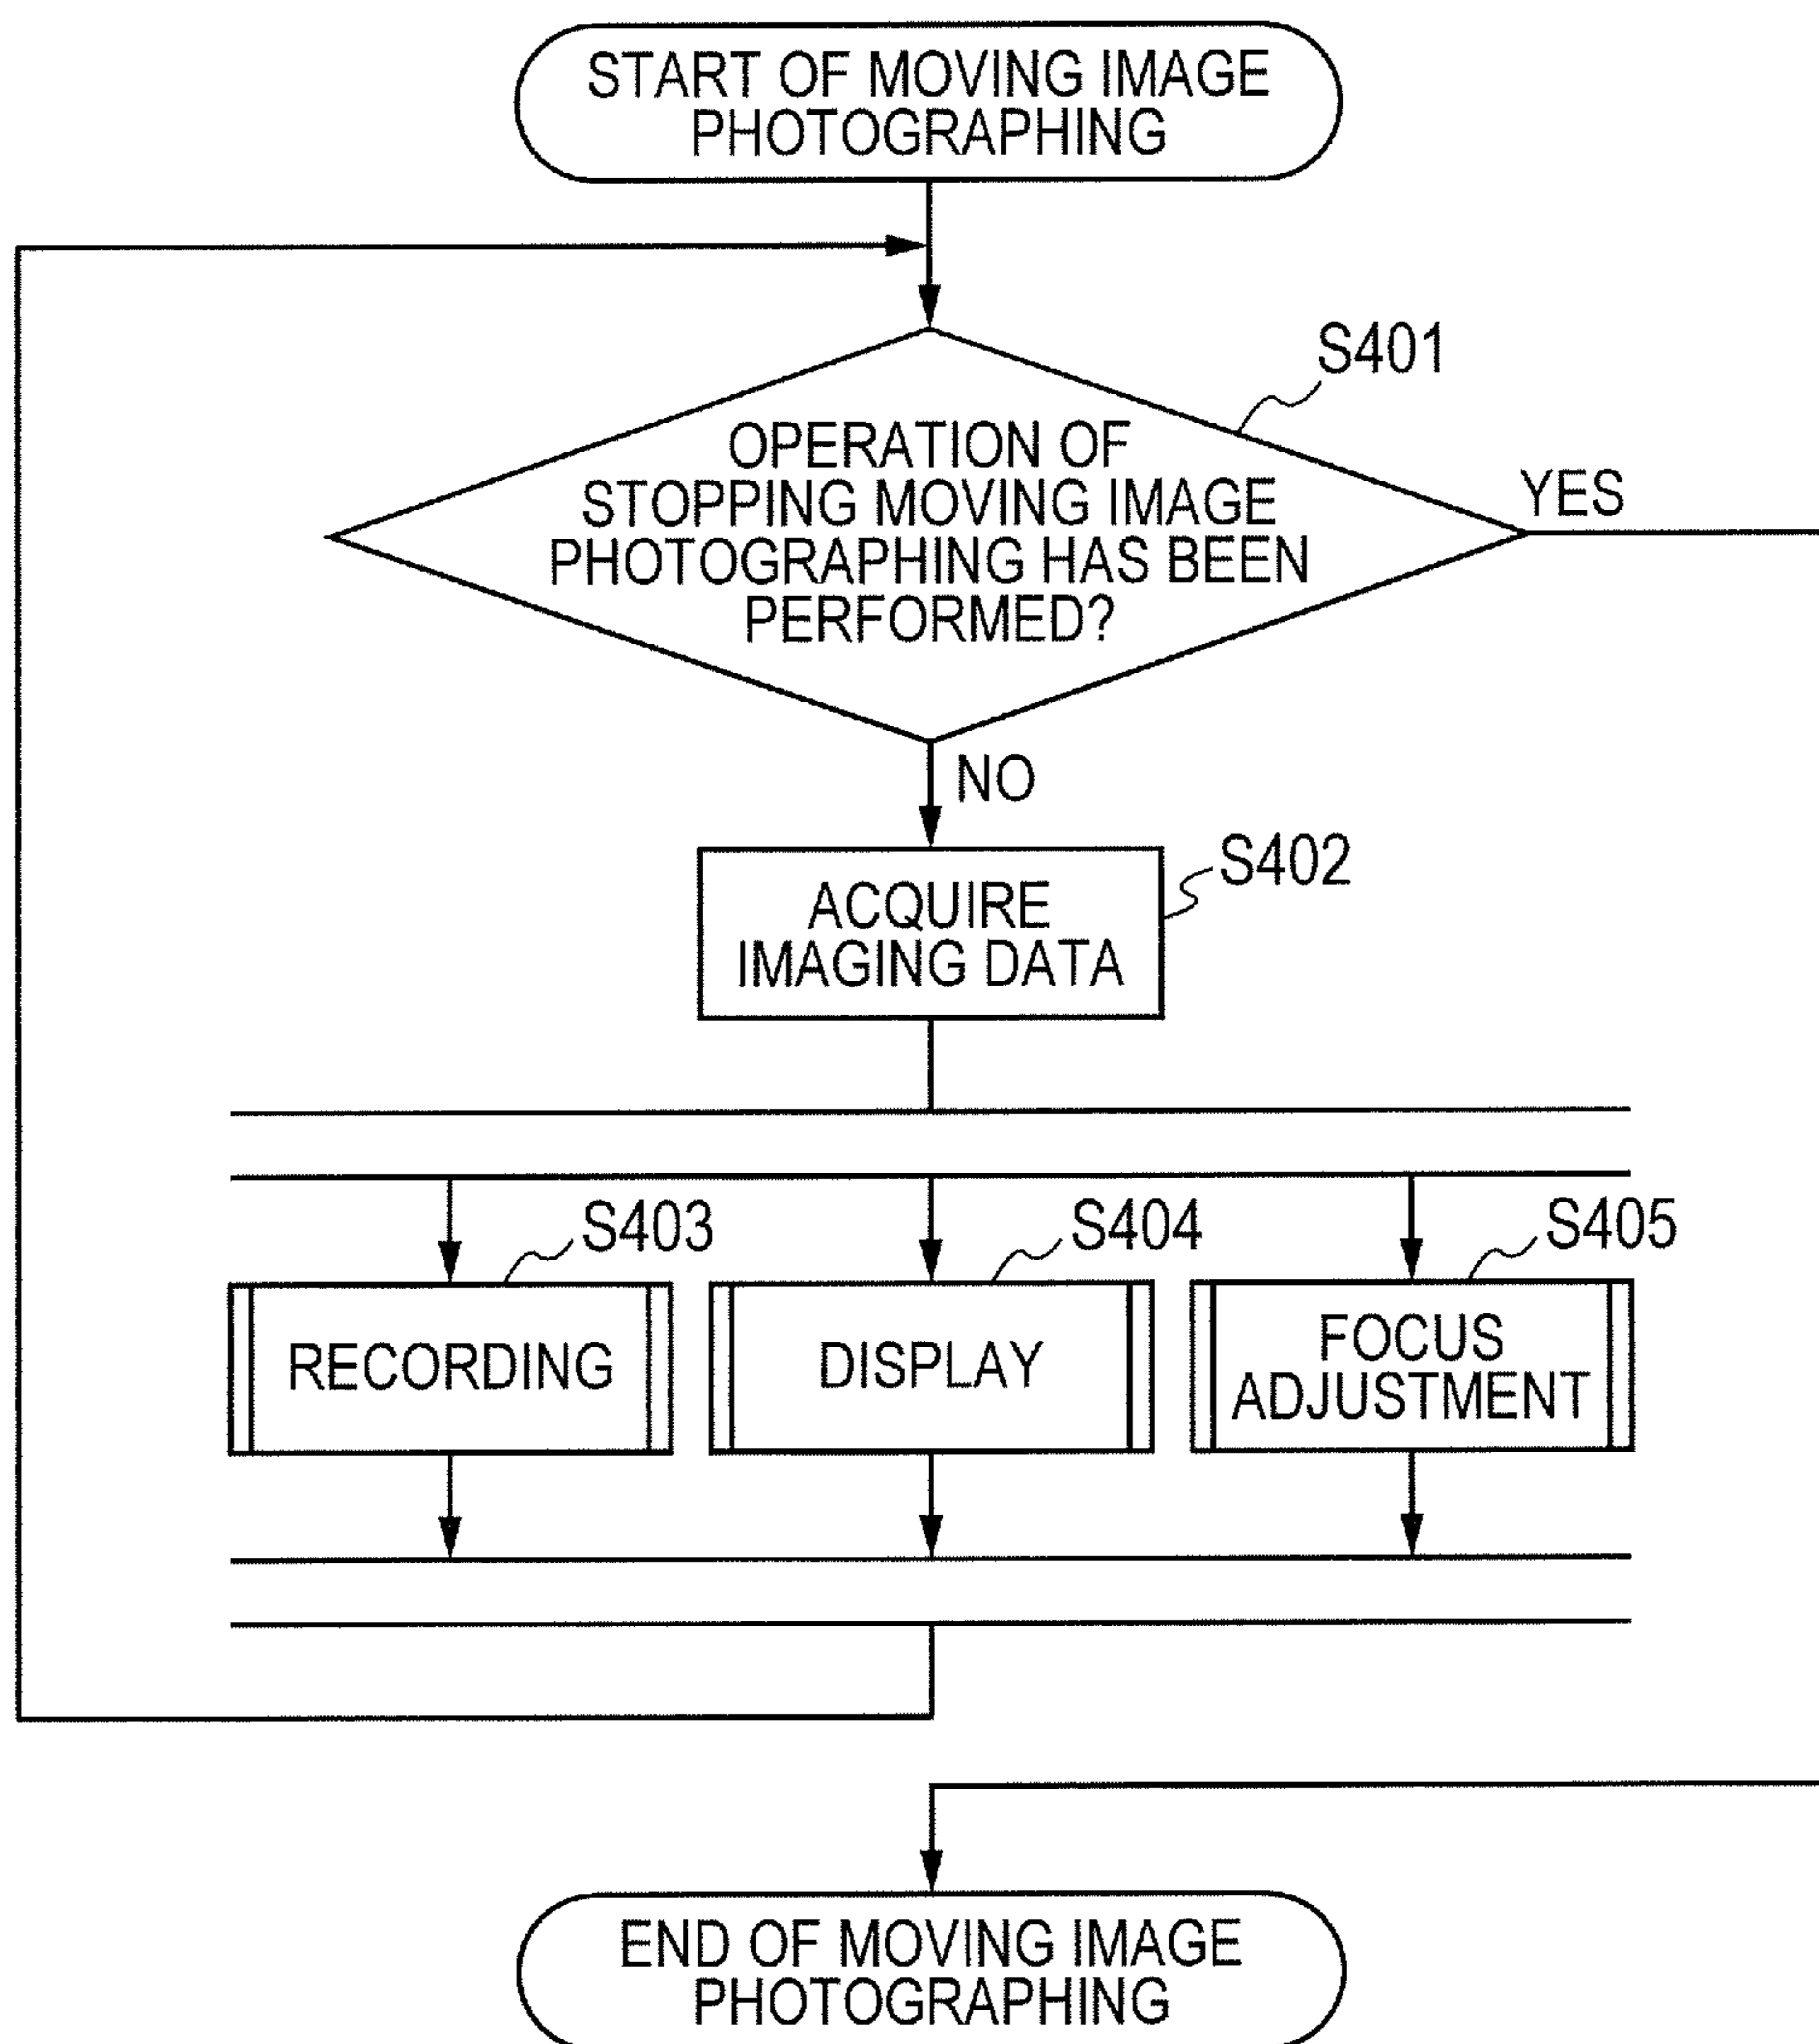 START OF MOVING IMAGE
PHOTOGRAPHING
S401
OPERATION OF
STOPPING MOVING IMAGE
PHOTOGRAPHING HAS BEEN
PERFORMED?
YES
NO
S402
ACQUIRE
IMAGING DATA
S403
S404
S405
RECORDING
DISPLAY
FOCUS
ADJUSTMENT
END OF MOVING IMAGE
PHOTOGRAPHING